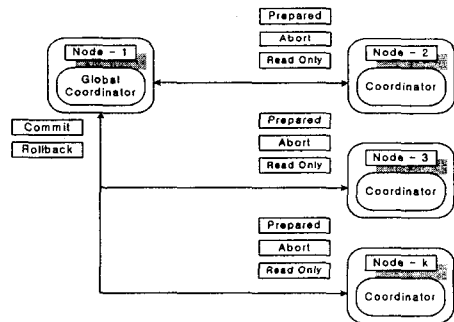 Prepared
Abort
Read Only
Node - 1
Global
Coordinator
Node - 2
Coordinator
Commit
Rollback
Prepared
Abort
Read Only
Node - 3
Coordinator
Prepared
Abort
Read Only
Node - k
Coordinator